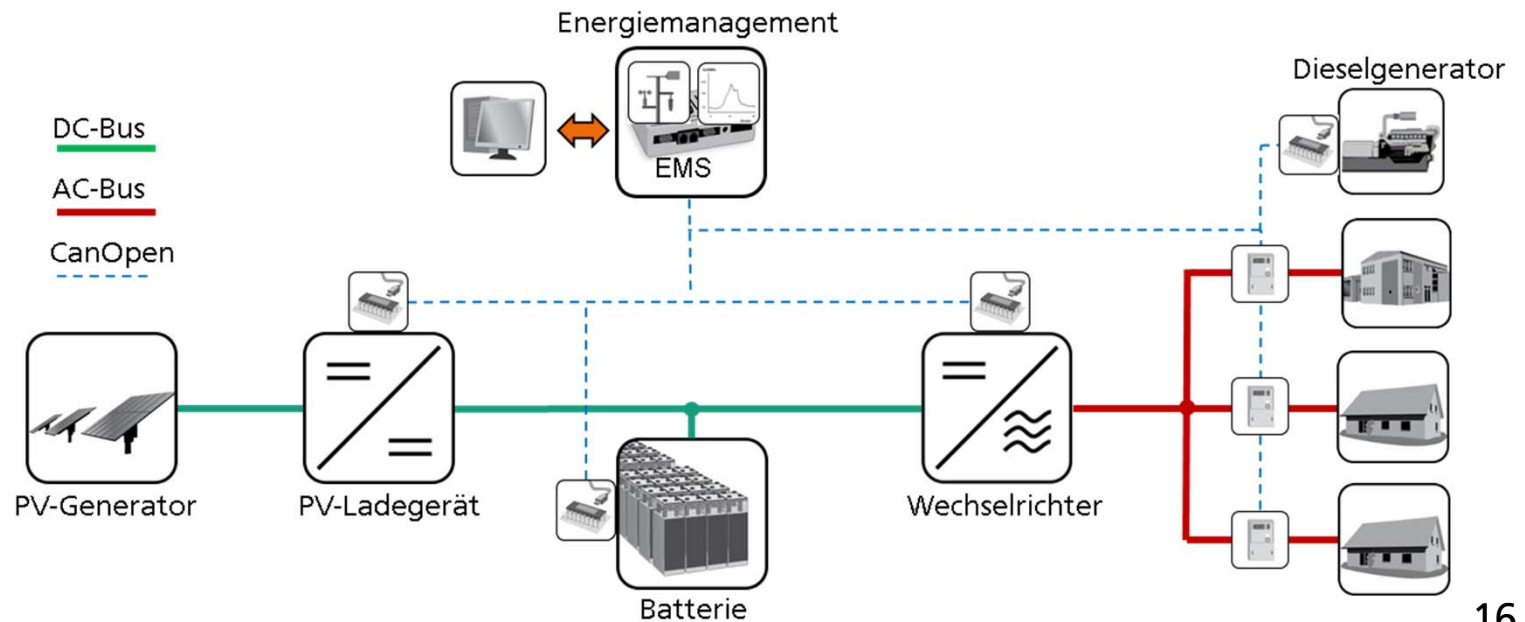 Energiemanagement
Dieselgenerator
DC-Bus
EMS
AC-Bus
CanOpen
PV-Generator
PV-Ladegerät
Wechselrichter
Batterie
16